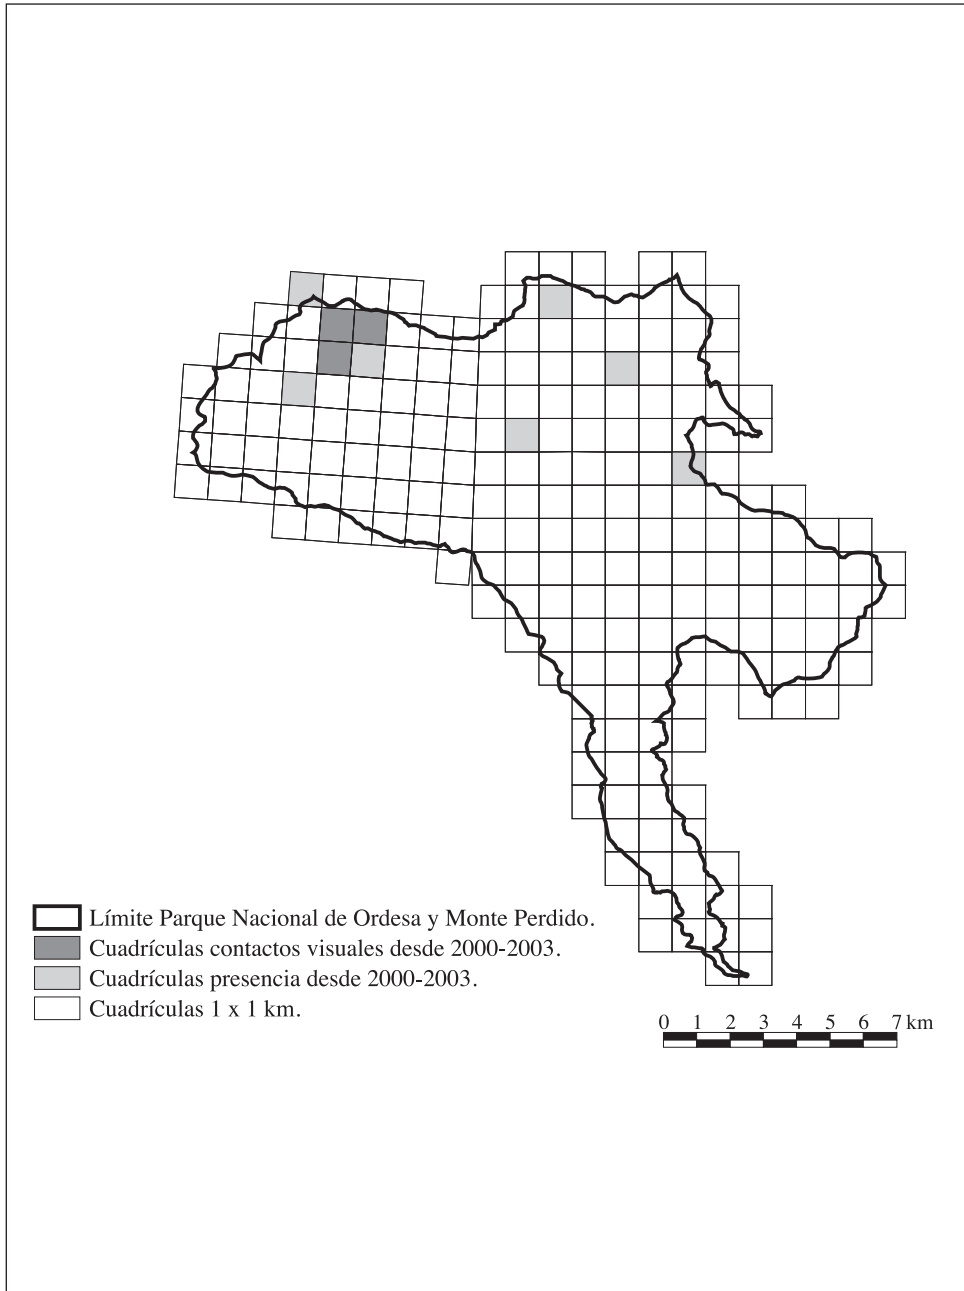 Límite Parque Nacional de Ordesa y Monte Perdido.
Cuadrículas contactos visuales desde 2000-2003.
Cuadrículas presencia desde 2000-2003.
Cuadrículas 1 x 1 km.
0 1 2 3 4 5 6 7 km